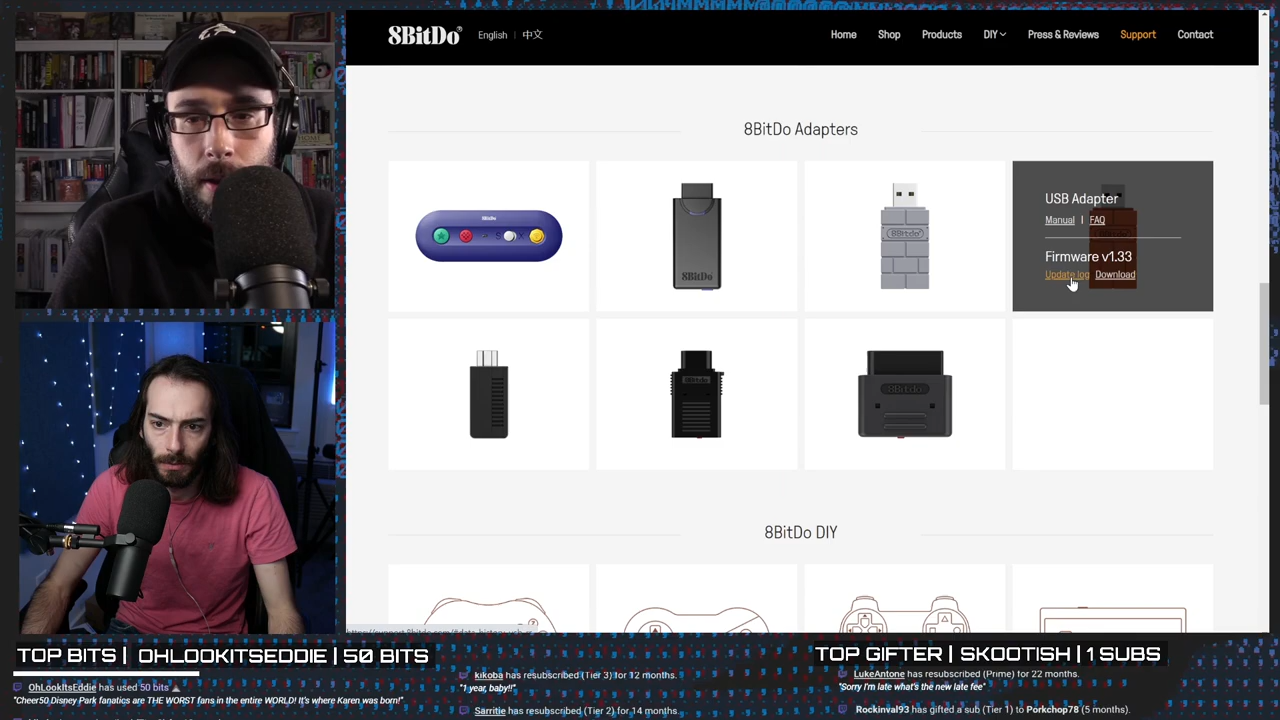 8BitDo
English | 中文
Home
Shop
Products
DIY
Press & Reviews
Support
Contact
8BitDo Adapters
8BitDo
8BitDo
8Bitdo
USB Adapter
Manual | FAQ
Firmware v1.33
Update log Download
8Bitdo
8Bitdo
8BitDo DIY
TOP BITS | OHLOOKITSEDDIE | 50 BITS
OhLookItsEddie has used 50 bits
"Cheer50 Disney Park fanatics are THE WORST fans in the entire WORLD! It's where Karen was born!"
kikoba has resubscribed (Tier 3) for 12 months.
"1 year, baby!!"
Sarritie has resubscribed (Tier 2) for 14 months.
TOP GIFTER | SKOOTISH | 1 SUBS
LukeAntone has resubscribed (Prime) for 22 months.
"Sorry I'm late what's the new late fee"
Rockinval93 has gifted a sub (Tier 1) to Porkchop78 (5 months).